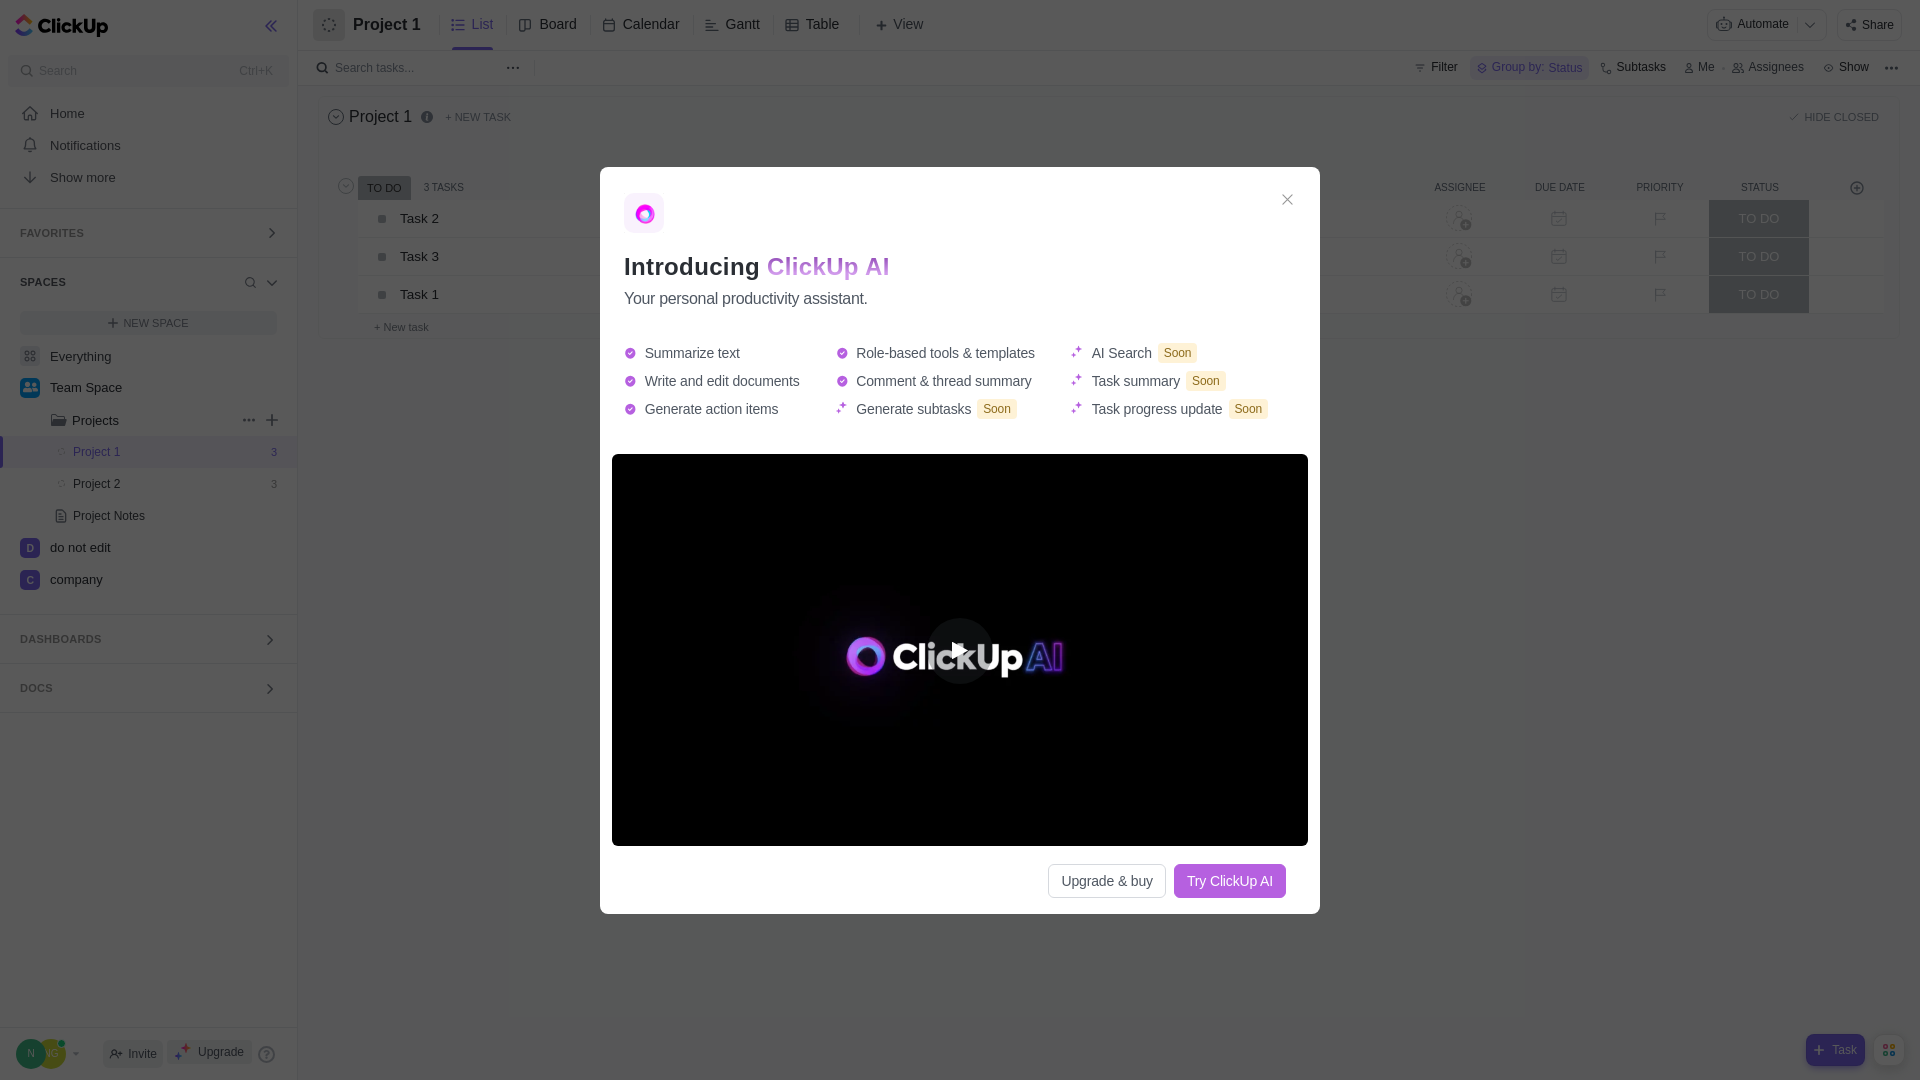 ClickUp
Search Ctrl+K
Home
Notifications
Show more
FAVORITES
SPACES
NEW SPACE
Everything
Team Space
Projects
Project 1 3
Project 2 3
Project Notes
D do not edit
C company
DASHBOARDS
DOCS
N NG Invite Upgrade ?
Project 1 List Board Calendar Gantt Table + View Automate Share
Search tasks... Filter Group by: Status Subtasks Me Assignees Show
Project 1 + NEW TASK HIDE CLOSED
TO DO 3 TASKS ASSIGNEE DUE DATE PRIORITY STATUS
Task 2 TO DO
Task 3 TO DO
Task 1 TO DO
+ New task
Introducing ClickUp AI
Your personal productivity assistant.
Summarize text Role-based tools & templates AI Search Soon
Write and edit documents Comment & thread summary Task summary Soon
Generate action items Generate subtasks Soon Task progress update Soon
ClickUp AI
Upgrade & buy Try ClickUp AI
+ Task